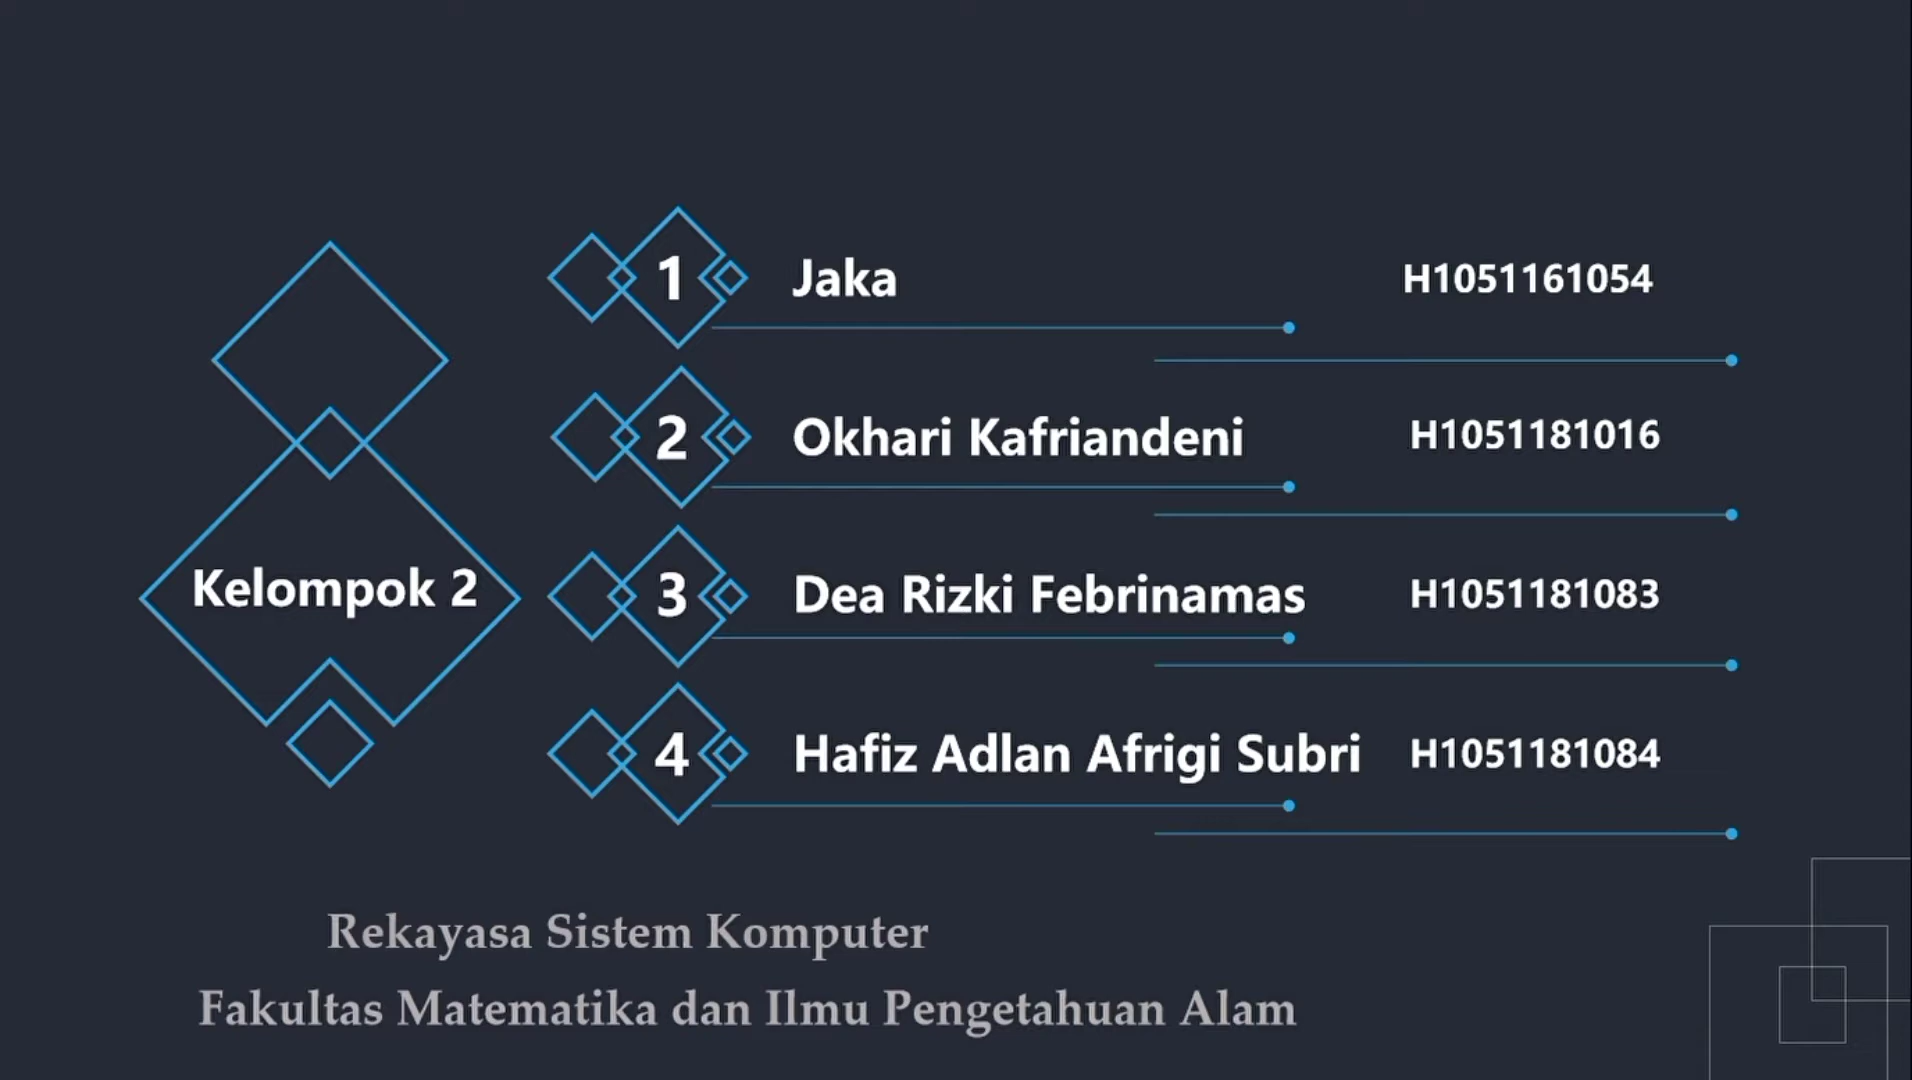 Kelompok 2
1 Jaka H1051161054
2 Okhari Kafriandeni H1051181016
3 Dea Rizki Febrinamas H1051181083
4 Hafiz Adlan Afrigi Subri H1051181084
Rekayasa Sistem Komputer
Fakultas Matematika dan Ilmu Pengetahuan Alam